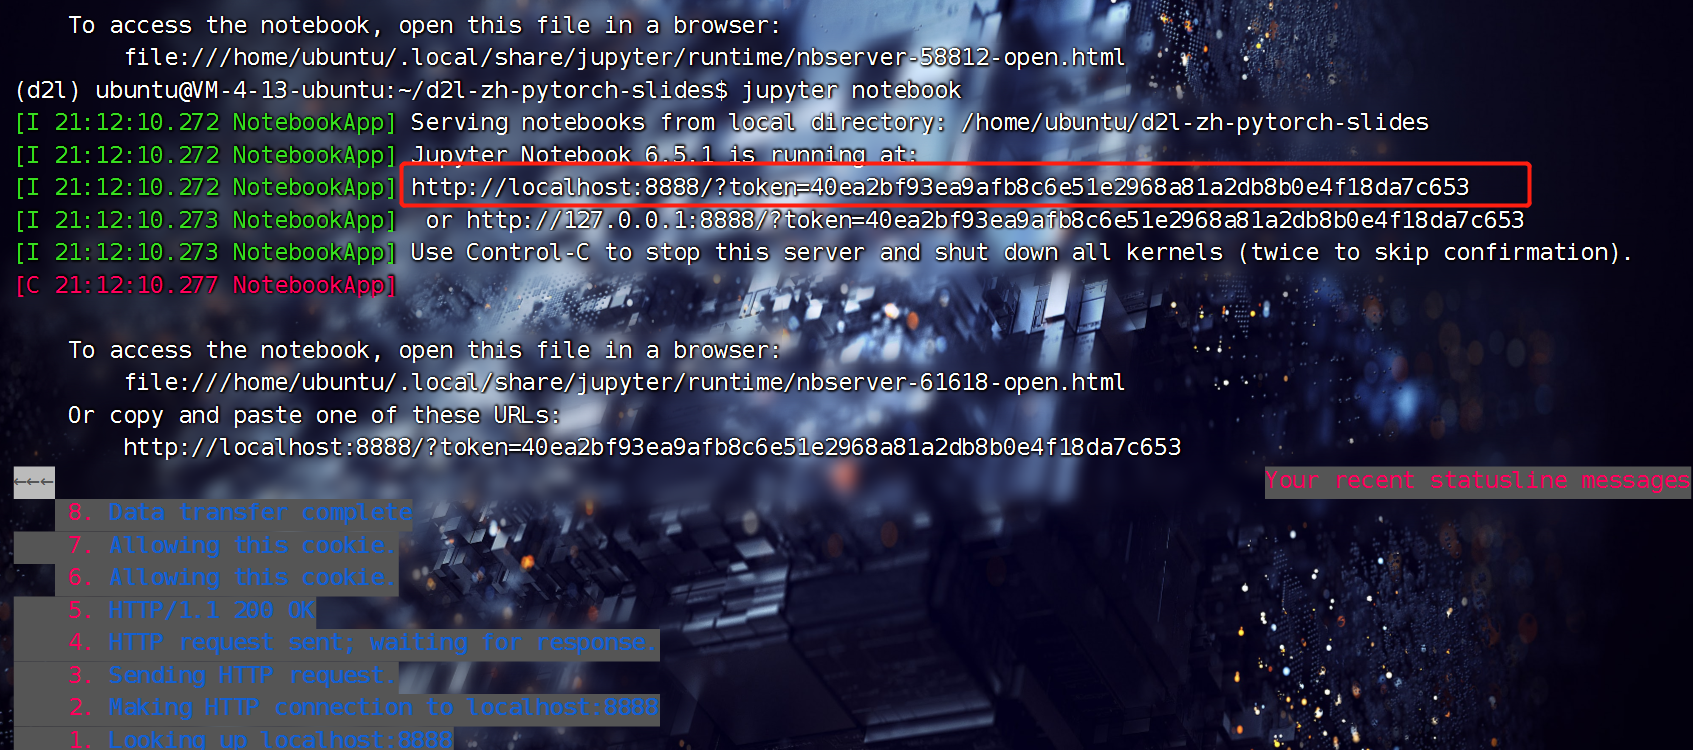 To access the notebook, open this file in a browser:
file:///home/ubuntu/.local/share/jupyter/runtime/nbserver-58812-open.html
(d2l) ubuntu@VM-4-13-ubuntu:~/d2l-zh-pytorch-slides$ jupyter notebook
[I 21:12:10.272 NotebookApp] Serving notebooks from local directory: /home/ubuntu/d2l-zh-pytorch-slides
[I 21:12:10.272 NotebookApp] Jupyter Notebook 6.5.1 is running at:
[I 21:12:10.272 NotebookApp] http://localhost:8888/?token=40ea2bf93ea9afb8c6e51e2968a81a2db8b0e4f18da7c653
[I 21:12:10.273 NotebookApp]  or http://127.0.0.1:8888/?token=40ea2bf93ea9afb8c6e51e2968a81a2db8b0e4f18da7c653
[I 21:12:10.273 NotebookApp] Use Control-C to stop this server and shut down all kernels (twice to skip confirmation).
[C 21:12:10.277 NotebookApp]
To access the notebook, open this file in a browser:
file:///home/ubuntu/.local/share/jupyter/runtime/nbserver-61618-open.html
Or copy and paste one of these URLs:
http://localhost:8888/?token=40ea2bf93ea9afb8c6e51e2968a81a2db8b0e4f18da7c653
←←← Your recent statusline messages
8. Data transfer complete
7. Allowing this cookie.
6. Allowing this cookie.
5. HTTP/1.1 200 OK
4. HTTP request sent; waiting for response.
3. Sending HTTP request.
2. Making HTTP connection to localhost:8888
1. Looking up localhost:8888